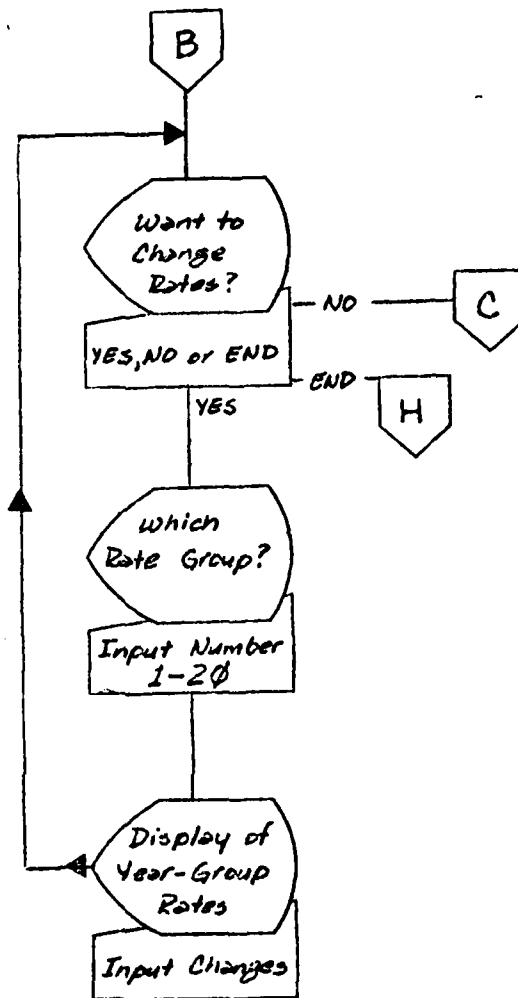 B
Want to
Change
Rates?
NO
C
YES, NO or END
END
H
YES
Which
Rate Group?
Input Number
1-2Ø
Display of
Year-Group
Rates
Input Changes